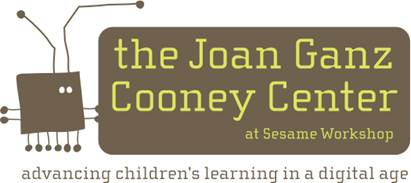 the Joan Ganz
Cooney Center
at Sesame Workshop
advancing children's learning in a digital age